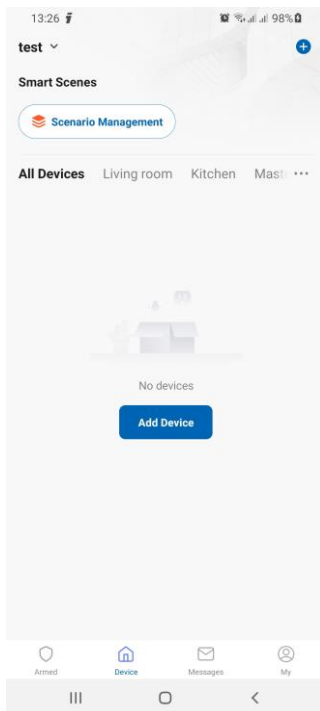 13:26 98%
test
Smart Scenes
Scenario Management
All Devices Living room Kitchen Mast ...
No devices
Add Device
Armed Device Messages My